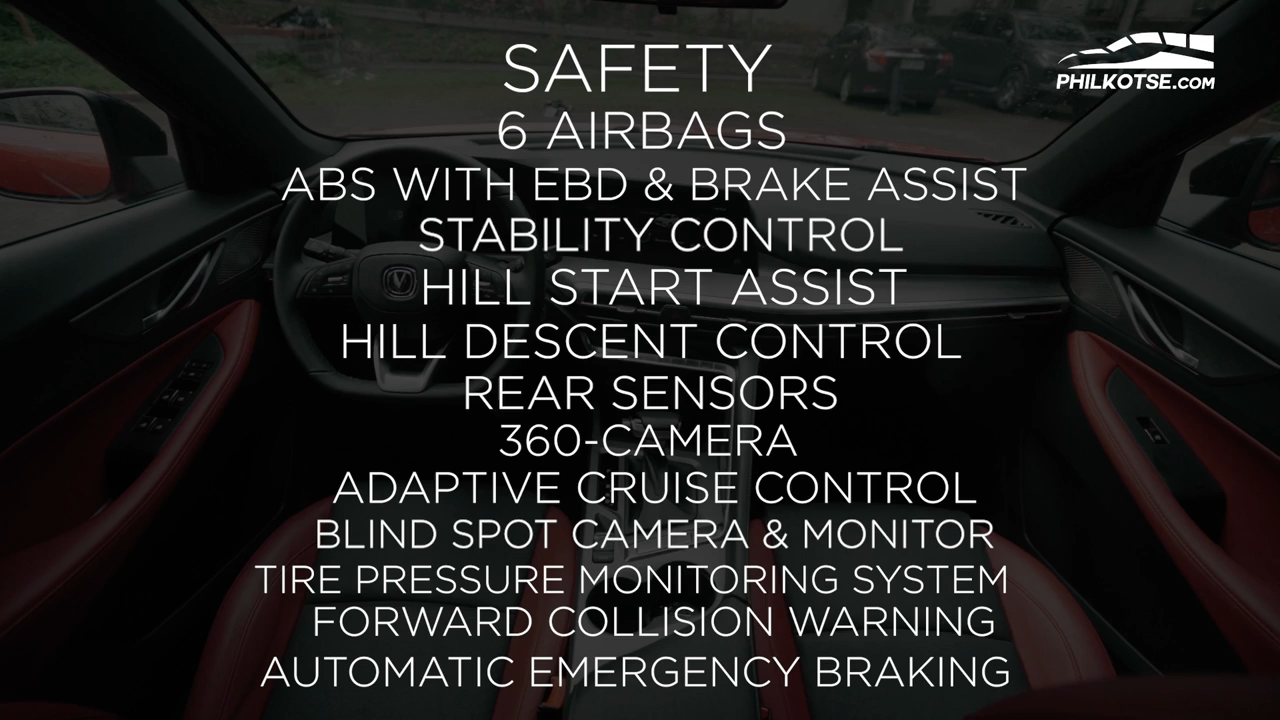 SAFETY
PHILKOTSE.COM
6 AIRBAGS
ABS WITH EBD & BRAKE ASSIST
STABILITY CONTROL
HILL START ASSIST
HILL DESCENT CONTROL
REAR SENSORS
360-CAMERA
ADAPTIVE CRUISE CONTROL
BLIND SPOT CAMERA & MONITOR
TIRE PRESSURE MONITORING SYSTEM
FORWARD COLLISION WARNING
AUTOMATIC EMERGENCY BRAKING